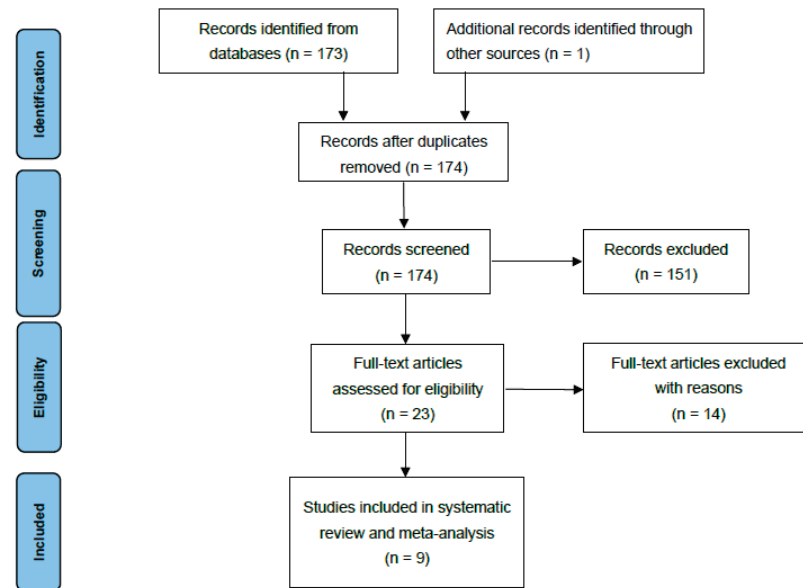 Identification
Records identified from
databases (n = 173)
Additional records identified through
other sources (n = 1)
Records after duplicates
removed (n = 174)
Screening
Records screened
(n = 174)
Records excluded
(n = 151)
Eligibility
Full-text articles
assessed for eligibility
(n = 23)
Full-text articles excluded
with reasons
(n = 14)
Included
Studies included in systematic
review and meta-analysis
(n = 9)